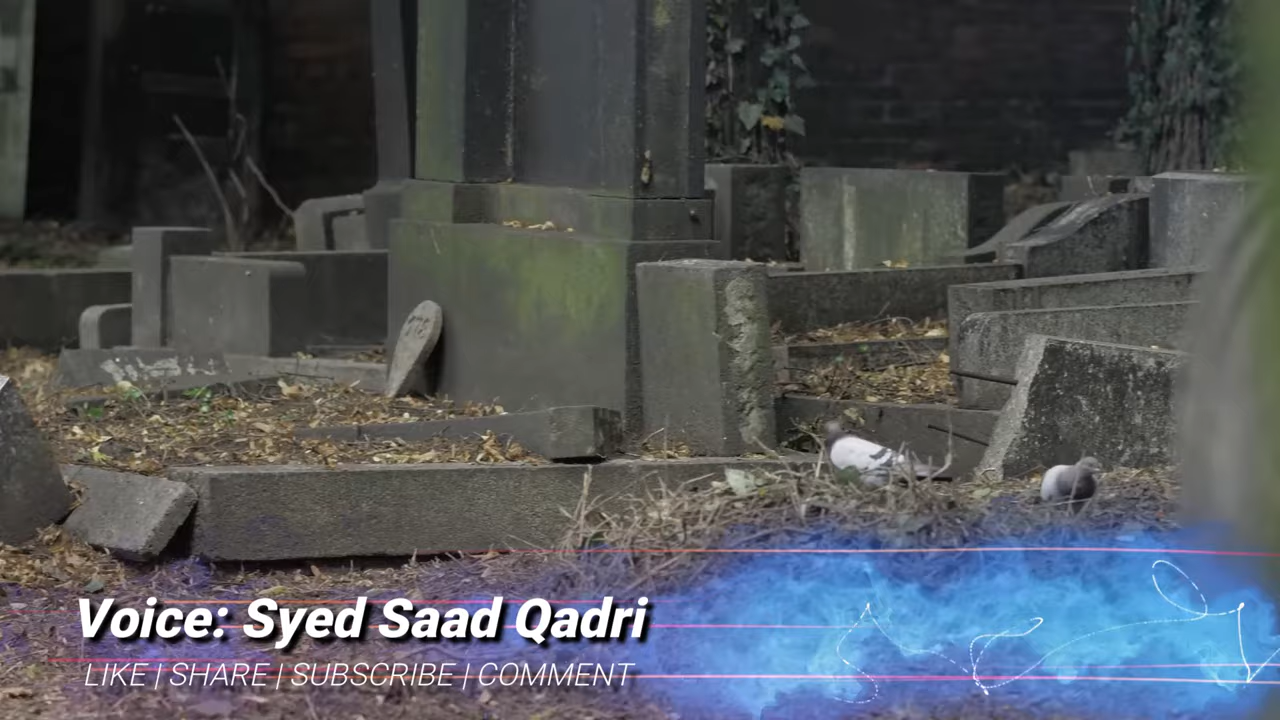 Voice: Syed Saad Qadri
LIKE | SHARE | SUBSCRIBE | COMMENT